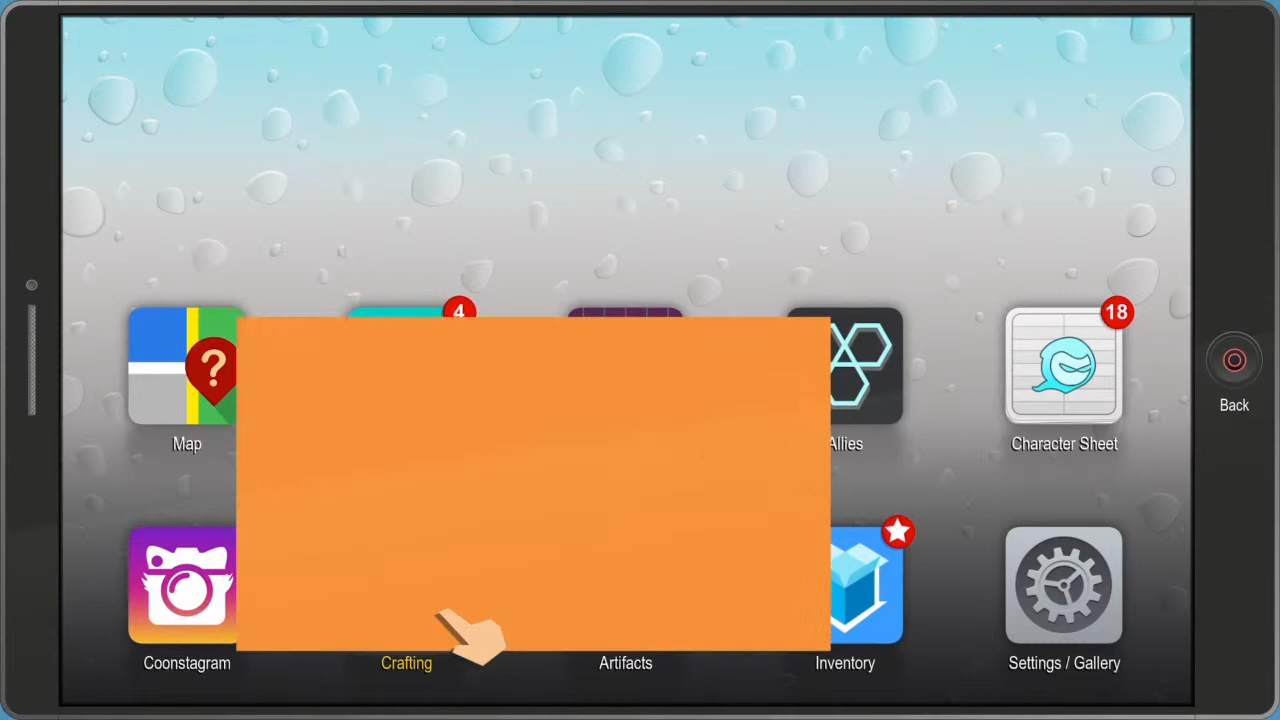 4
18
?
Map
Allies
Character Sheet
Back
Coonstagram
Crafting
Artifacts
Inventory
Settings / Gallery